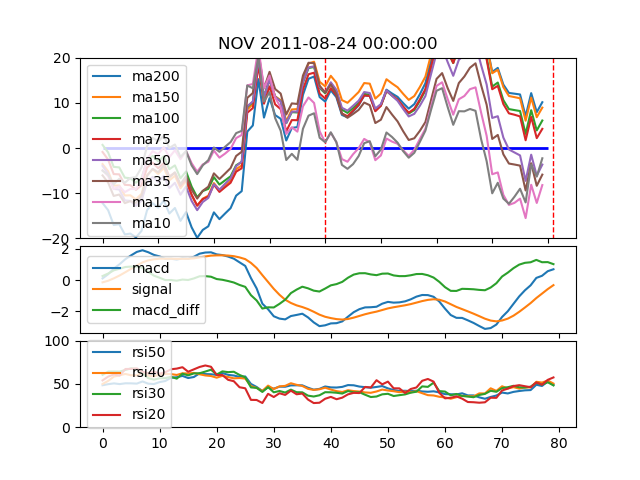 NOV 2011-08-24 00:00:00
20
10
0
−10
−20
ma200
ma150
ma100
ma75
ma50
ma35
ma15
ma10
2
0
−2
macd
signal
macd_diff
100
50
0
rsi50
rsi40
rsi30
rsi20
0 10 20 30 40 50 60 70 80